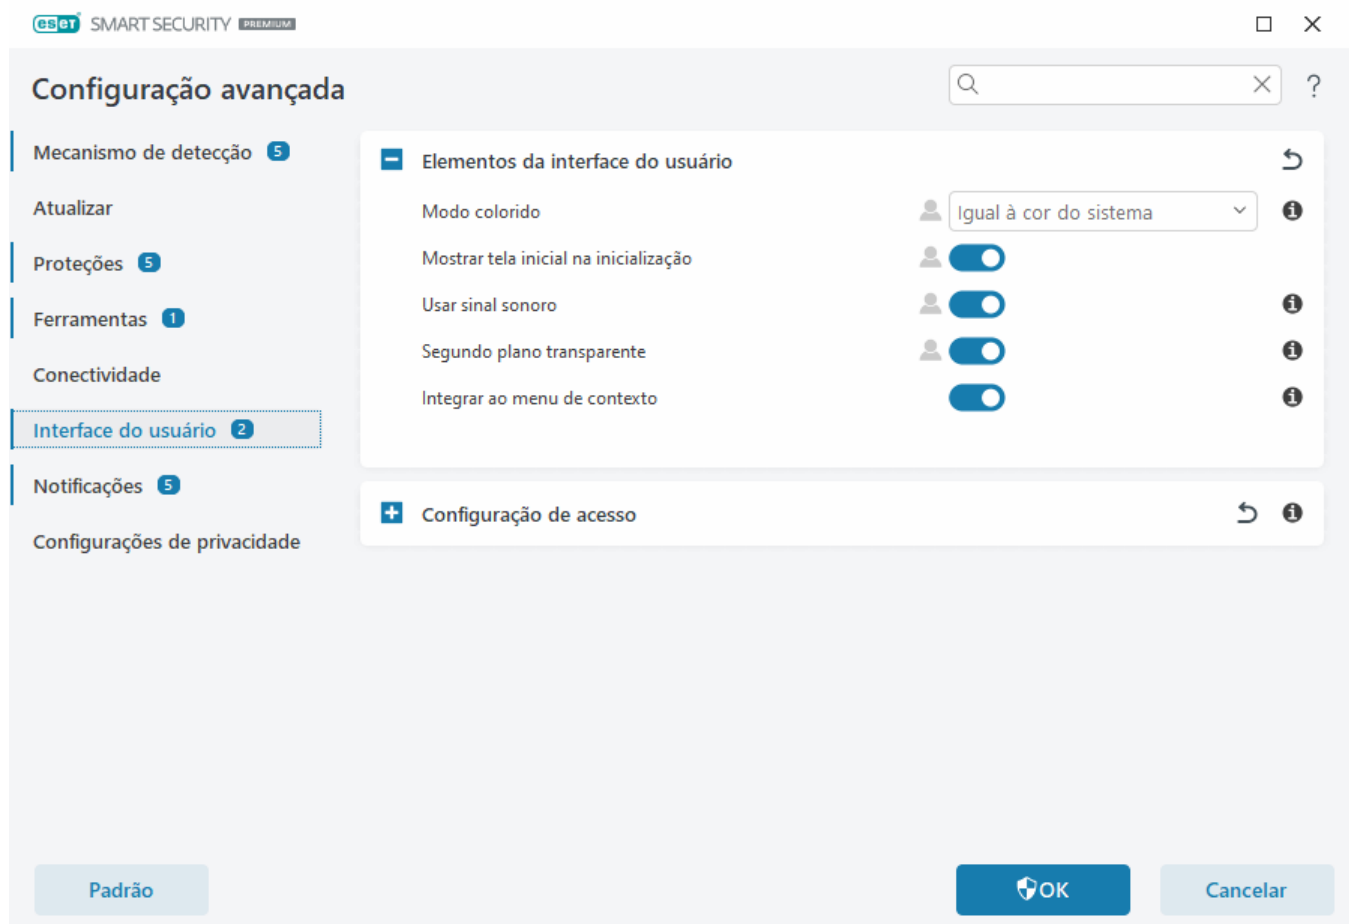 eset SMART SECURITY PREMIUM
Configuração avançada
?
Mecanismo de detecção 5
Atualizar
Proteções 5
Ferramentas 1
Conectividade
Interface do usuário 2
Notificações 5
Configurações de privacidade
Elementos da interface do usuário
Modo colorido
Igual à cor do sistema
Mostrar tela inicial na inicialização
Usar sinal sonoro
Segundo plano transparente
Integrar ao menu de contexto
Configuração de acesso
Padrão
OK
Cancelar